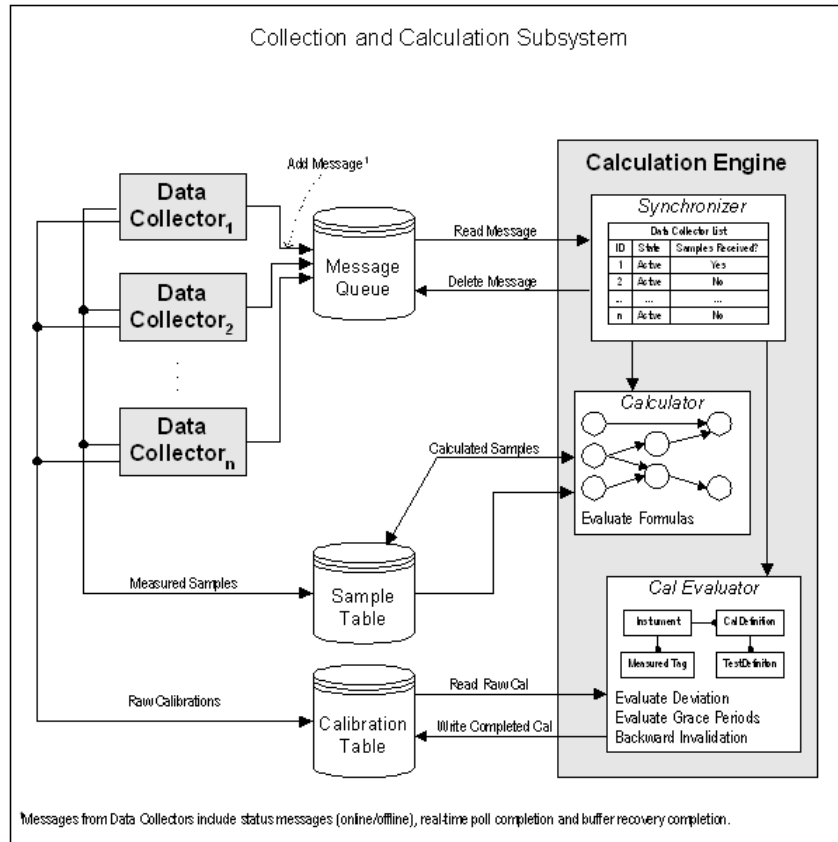 Collection and Calculation Subsystem
Add Message¹
Data
Collector₁
Data
Collector₂
Data
Collectorₙ
Message
Queue
Read Message
Delete Message
Calculation Engine
Synchronizer
Data Collector List
ID State Samples Received?
1 Active Yes
2 Active No
... ... ...
n Active No
Calculator
Evaluate Formulas
Calculated Samples
Measured Samples
Sample
Table
Cal Evaluator
Instrument CalDefinition
Measured Tag TestDefiniton
Evaluate Deviation
Evaluate Grace Periods
Backward Invalidation
Raw Calibrations
Calibration
Table
Read Raw Cal
Write Completed Cal
¹Messages from Data Collectors include status messages (online/offline), real-time poll completion and buffer recovery completion.